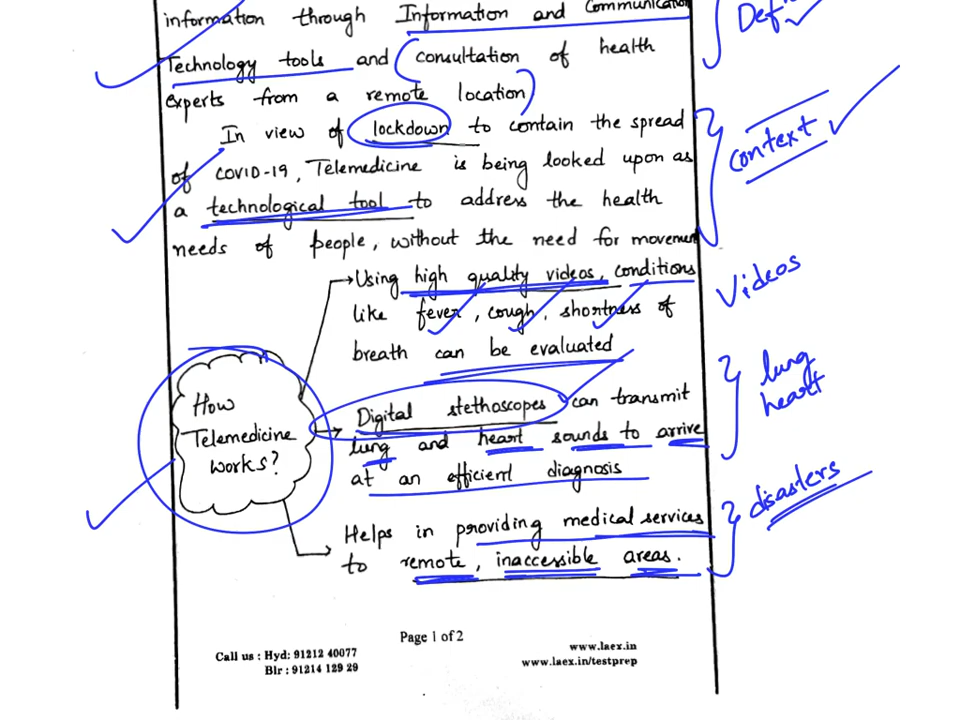 information through Information and Communication
Technology tools and (consultation of health
experts from a remote location)
In view of lockdown to contain the spread
of COVID-19, Telemedicine is being looked upon as
a technological tool to address the health
needs of people, without the need for movement
Context
→Using high quality videos, conditions
like fever, cough, shortness of
breath can be evaluated
Videos
How
Telemedicine
works?
→ Digital stethoscopes can transmit
lung and heart sounds to arrive
at an efficient diagnosis
lung
heart
→ Helps in providing medical services
to remote, inaccessible areas.
disasters
Page 1 of 2
Call us : Hyd: 91212 40077
Blr : 91214 129 29
www.laex.in
www.laex.in/testprep